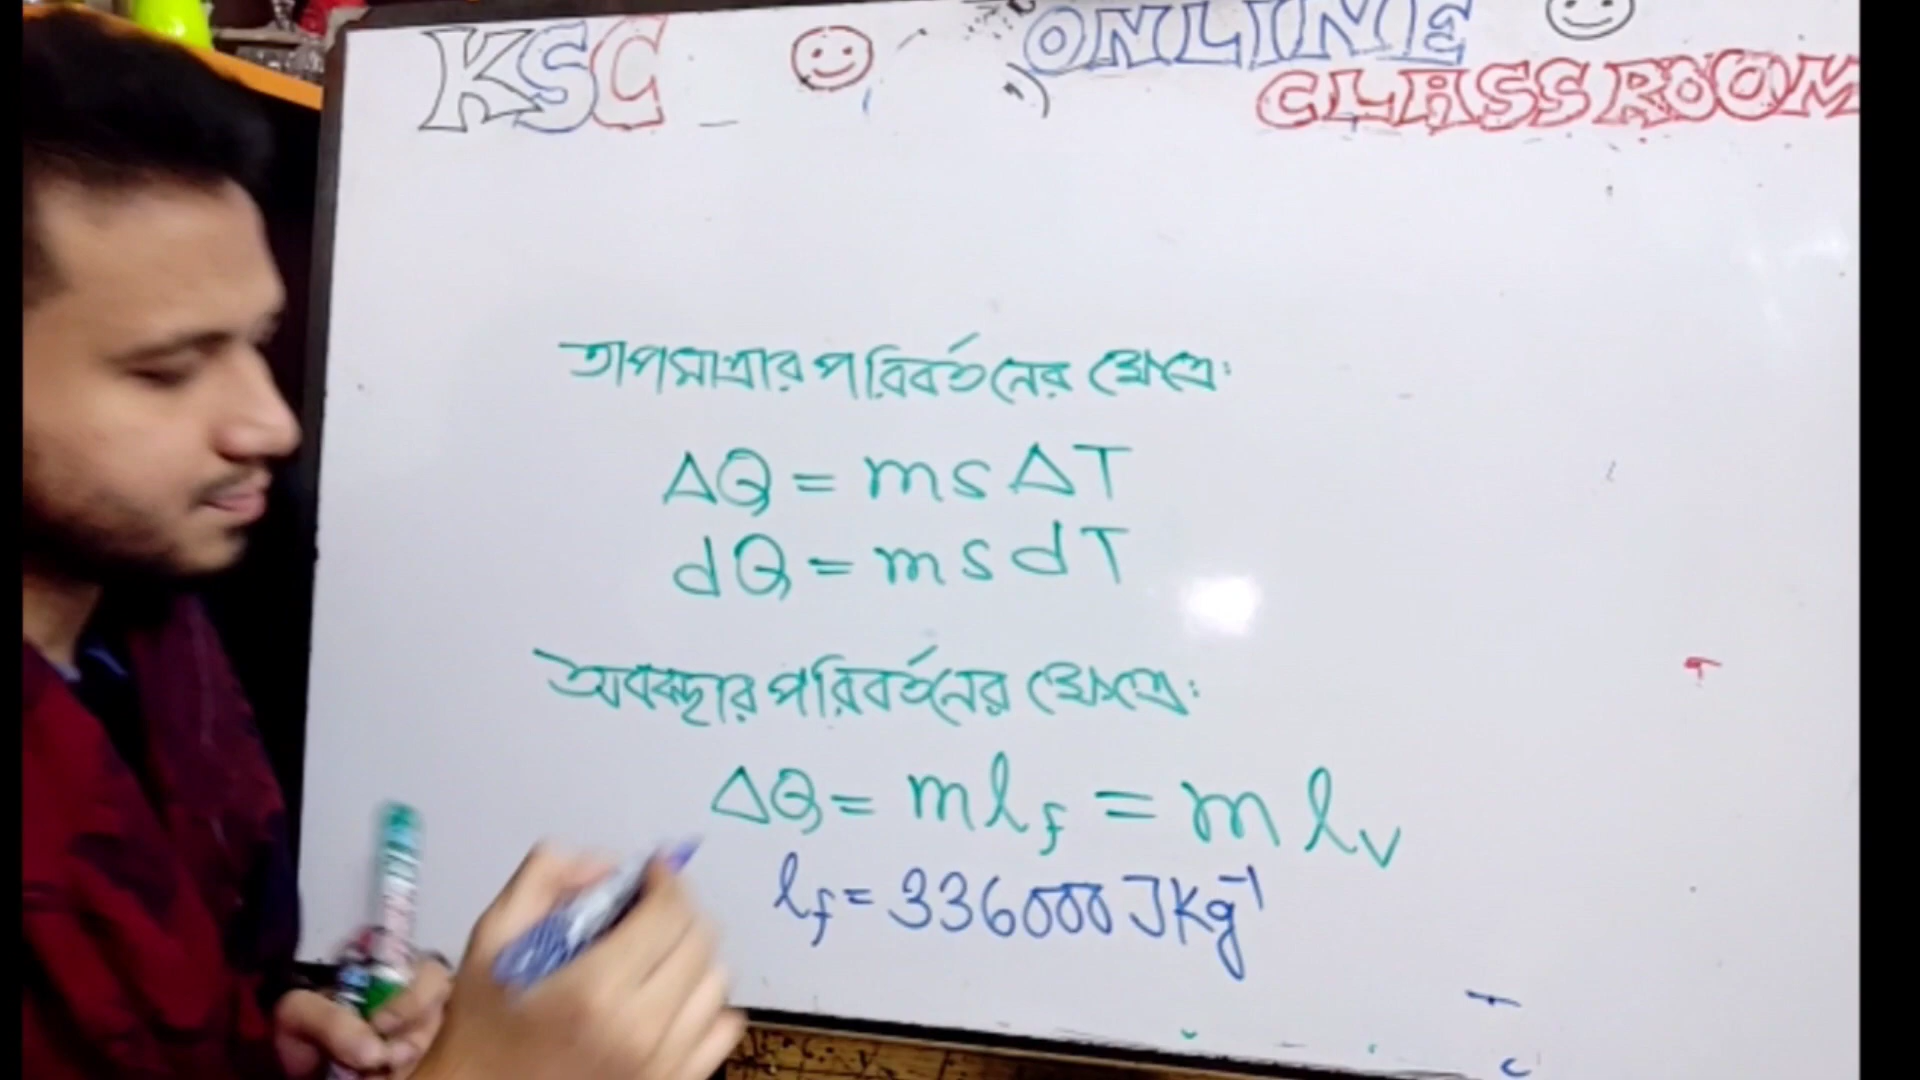 KSC ONLINE
CLASSROOM
তাপমাত্রার পরিবর্তনের ক্ষেত্রে:
ΔQ = msΔT
dQ = msdT
অবস্থার পরিবর্তনের ক্ষেত্রে:
ΔQ = ml_f = ml_v
l_f = 336000 JKg⁻¹